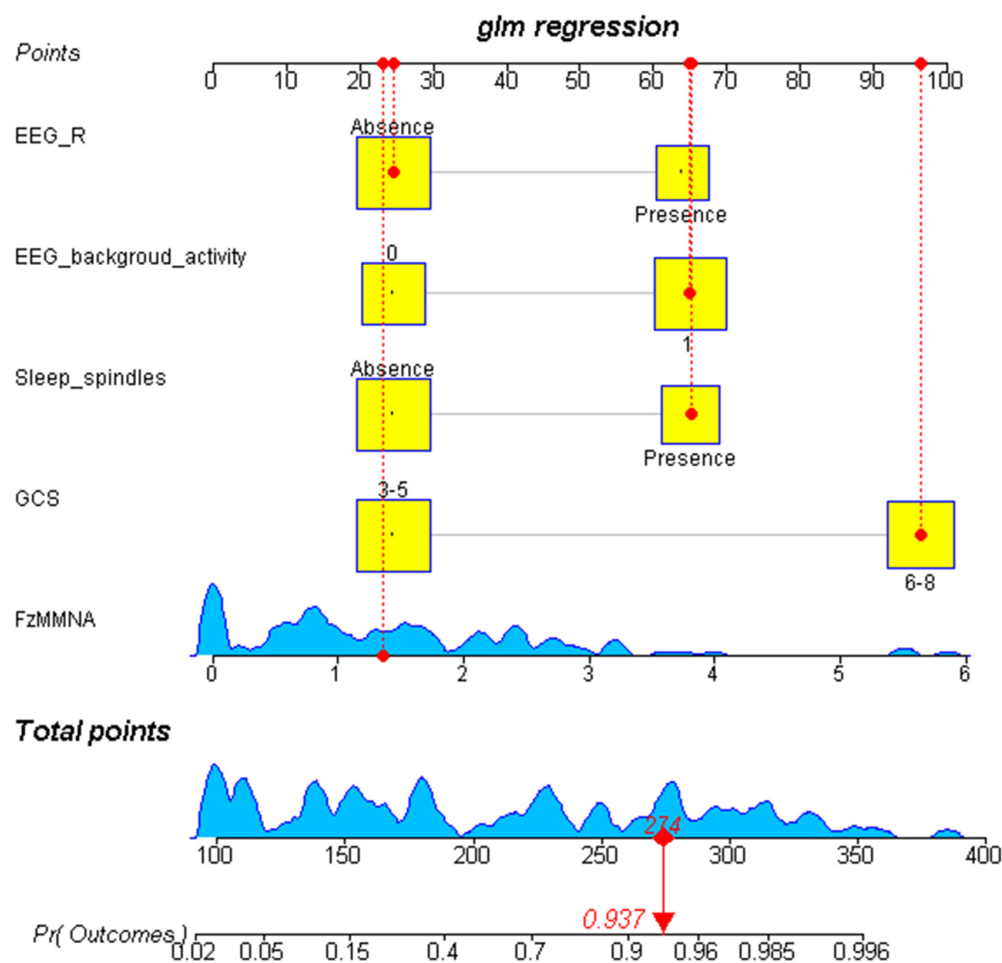 glm regression
Points
0 10 20 30 40 50 60 70 80 90 100
Absence
EEG_R
Presence
0
EEG_backgroud_activity
1
Absence
Sleep_spindles
Presence
3-5
GCS
6-8
FzMMNA
0 1 2 3 4 5 6
Total points
274
100 150 200 250 300 350 400
0.937
Pr( Outcomes )
0.02 0.05 0.15 0.4 0.7 0.9 0.96 0.985 0.996